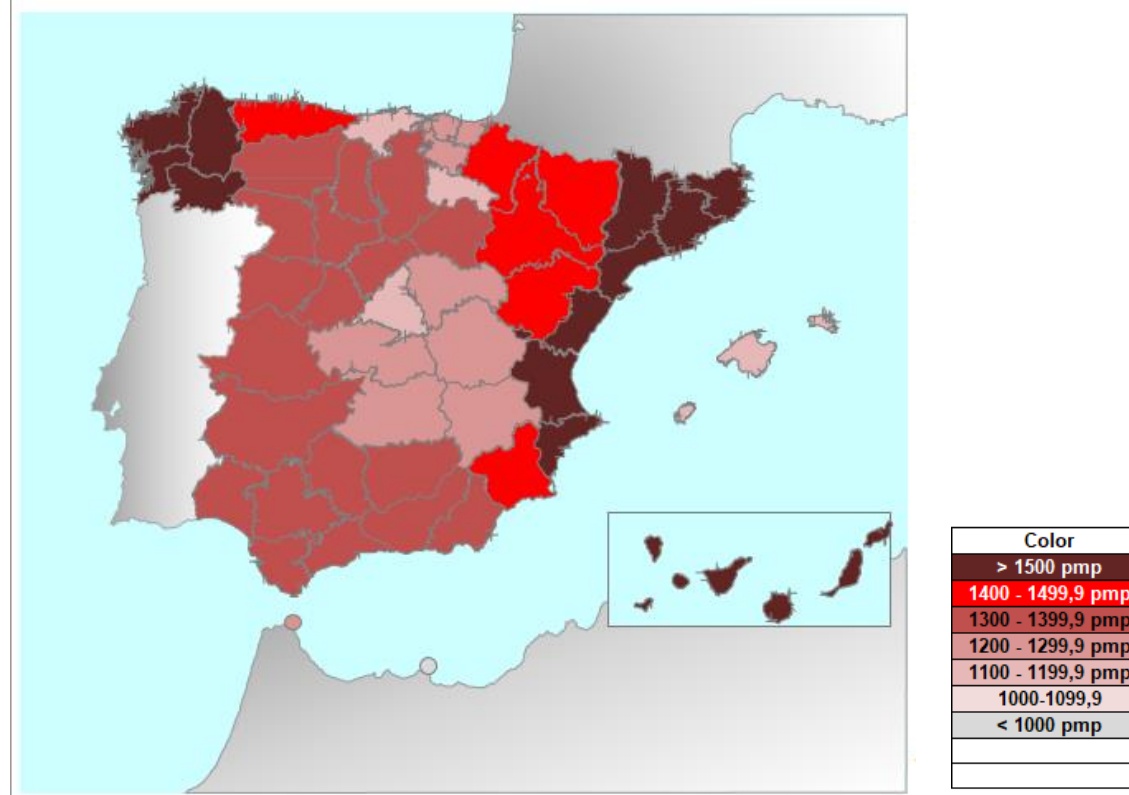 Color
> 1500 pmp
1400 - 1499,9 pmp
1300 - 1399,9 pmp
1200 - 1299,9 pmp
1100 - 1199,9 pmp
1000-1099,9
< 1000 pmp